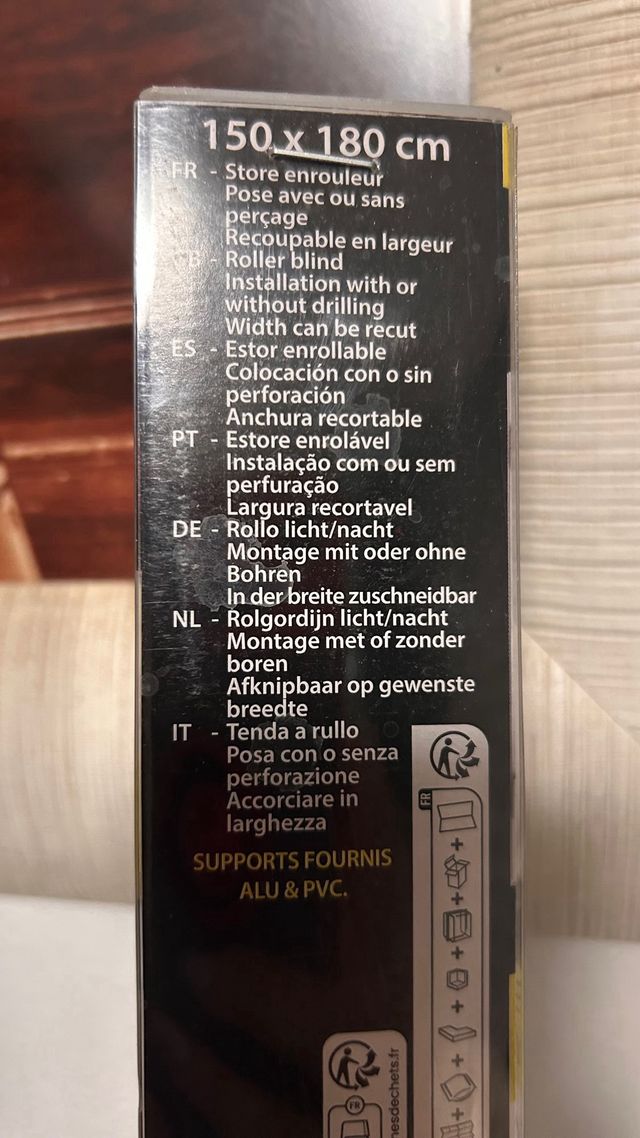 150 x 180 cm
FR - Store enrouleur
Pose avec ou sans
perçage
Recoupable en largeur
GB - Roller blind
Installation with or
without drilling
Width can be recut
ES - Estor enrollable
Colocación con o sin
perforación
Anchura recortable
PT - Estore enrolável
Instalação com ou sem
perfuração
Largura recortavel
DE - Rollo licht/nacht
Montage mit oder ohne
Bohren
In der breite zuschneidbar
NL - Rolgordijn licht/nacht
Montage met of zonder
boren
Afknipbaar op gewenste
breedte
IT - Tenda a rullo
Posa con o senza
perforazione
Accorciare in
larghezza
SUPPORTS FOURNIS
ALU & PVC.
FR
+
+
+
+
+
+
FR